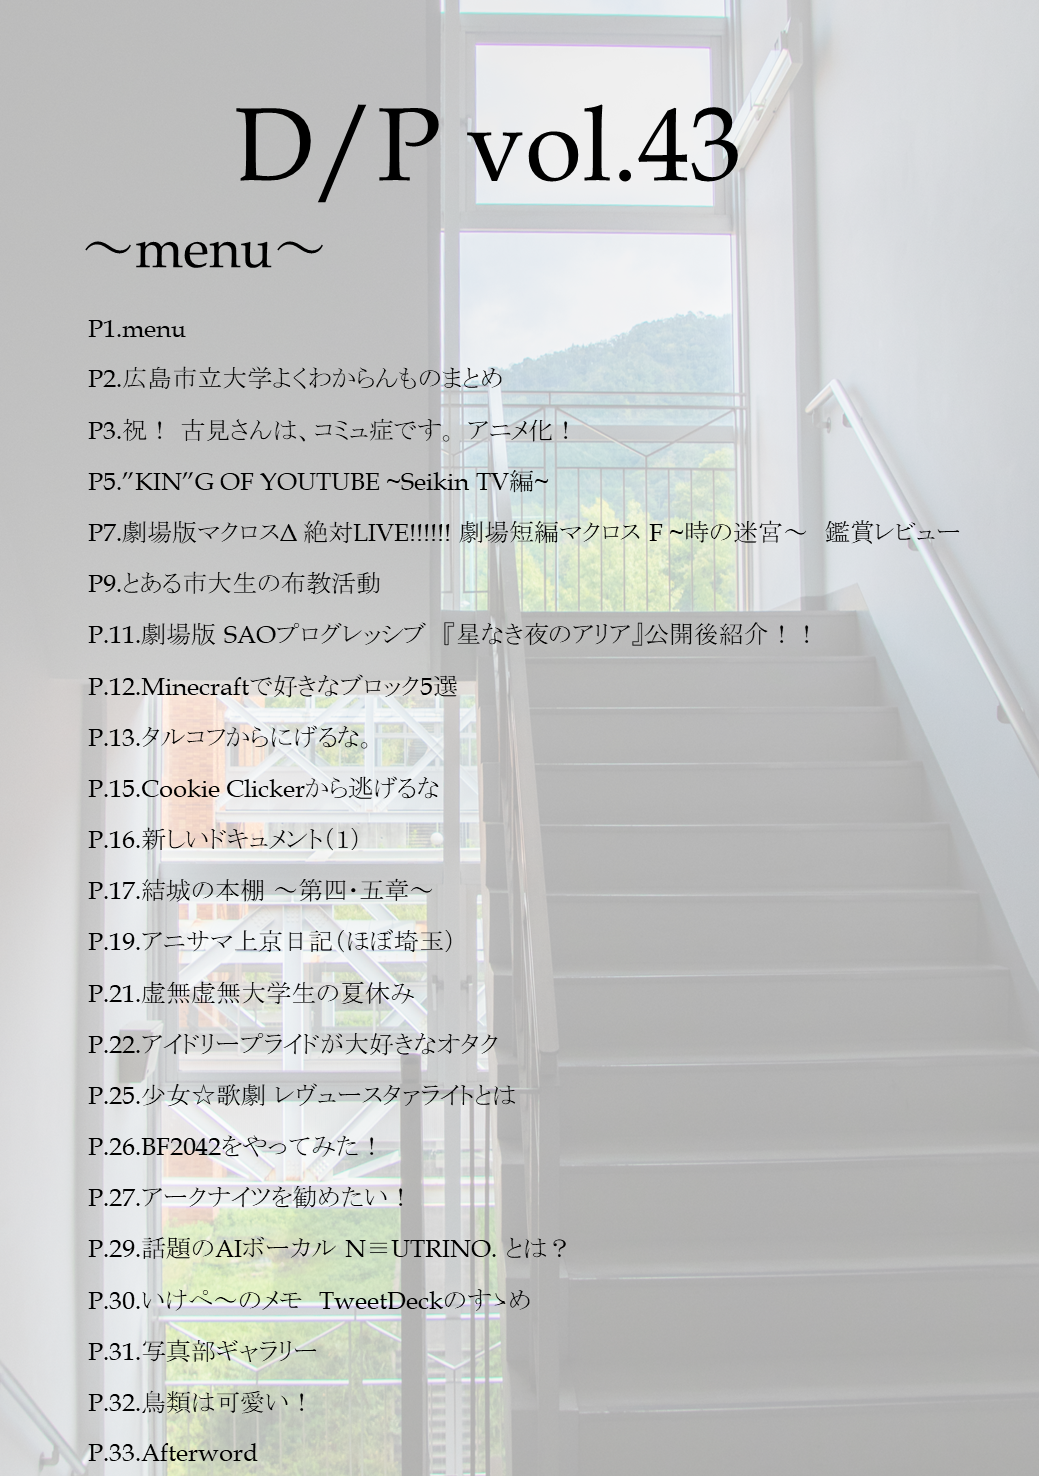 D/P vol.43
～menu～
P1.menu
P2.広島市立大学よくわからんものまとめ
P3.祝！ 古見さんは、コミュ症です。 アニメ化！
P5.”KIN”G OF YOUTUBE ~Seikin TV編~
P7.劇場版マクロスΔ 絶対LIVE!!!!!! 劇場短編マクロス F ~時の迷宮～ 鑑賞レビュー
P9.とある市大生の布教活動
P.11.劇場版 SAOプログレッシブ 『星なき夜のアリア』公開後紹介！！
P.12.Minecraftで好きなブロック5選
P.13.タルコフからにげるな。
P.15.Cookie Clickerから逃げるな
P.16.新しいドキュメント（１）
P.17.結城の本棚 ～第四・五章～
P.19.アニサマ上京日記（ほぼ埼玉）
P.21.虚無虚無大学生の夏休み
P.22.アイドリープライドが大好きなオタク
P.25.少女☆歌劇 レヴュースタァライトとは
P.26.BF2042をやってみた！
P.27.アークナイツを勧めたい！
P.29.話題のAIボーカル N≡UTRINO. とは？
P.30.いけぺ～のメモ TweetDeckのすゝめ
P.31.写真部ギャラリー
P.32.鳥類は可愛い！
P.33.Afterword